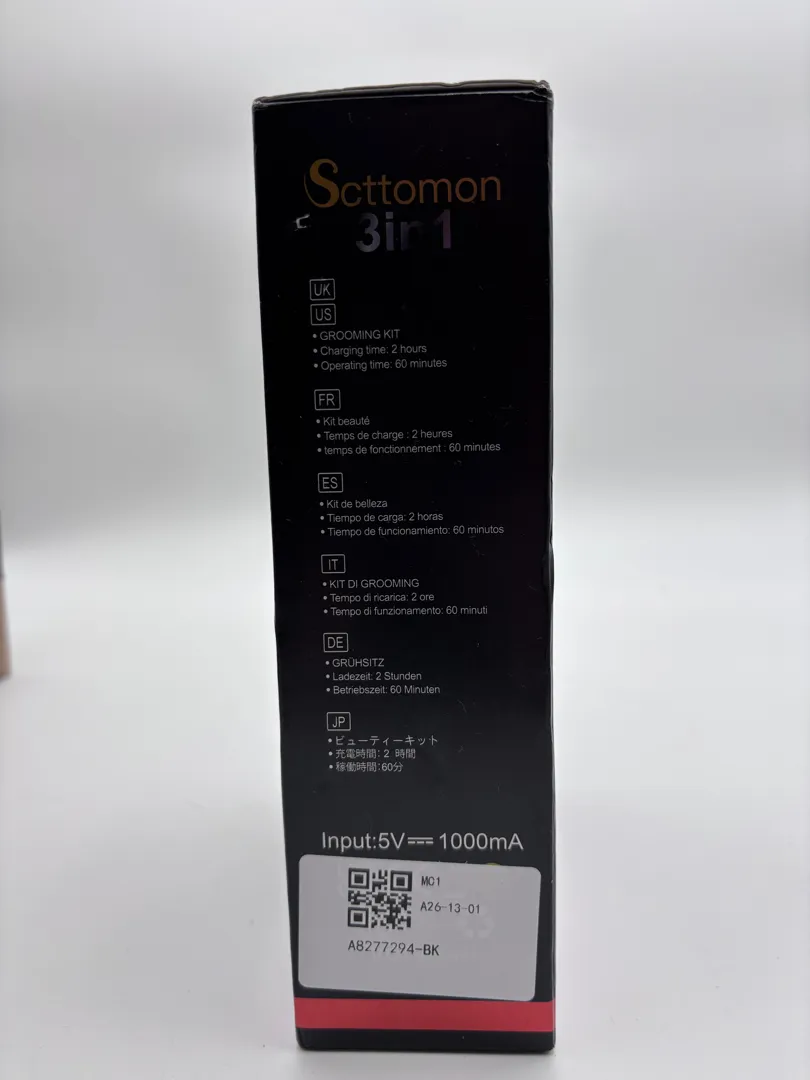 Scttomon
3in1
UK
US
• GROOMING KIT
• Charging time: 2 hours
• Operating time: 60 minutes
FR
• Kit beauté
• Temps de charge : 2 heures
• temps de fonctionnement : 60 minutes
ES
• Kit de belleza
• Tiempo de carga: 2 horas
• Tiempo de funcionamiento: 60 minutos
IT
• KIT DI GROOMING
• Tempo di ricarica: 2 ore
• Tempo di funzionamento: 60 minuti
DE
• GRÜHSITZ
• Ladezeit: 2 Stunden
• Betriebszeit: 60 Minuten
JP
• ビューティーキット
• 充電時間: 2 時間
• 稼働時間:60分
Input:5V⎓1000mA
MC1
A26-13-01
A8277294-BK